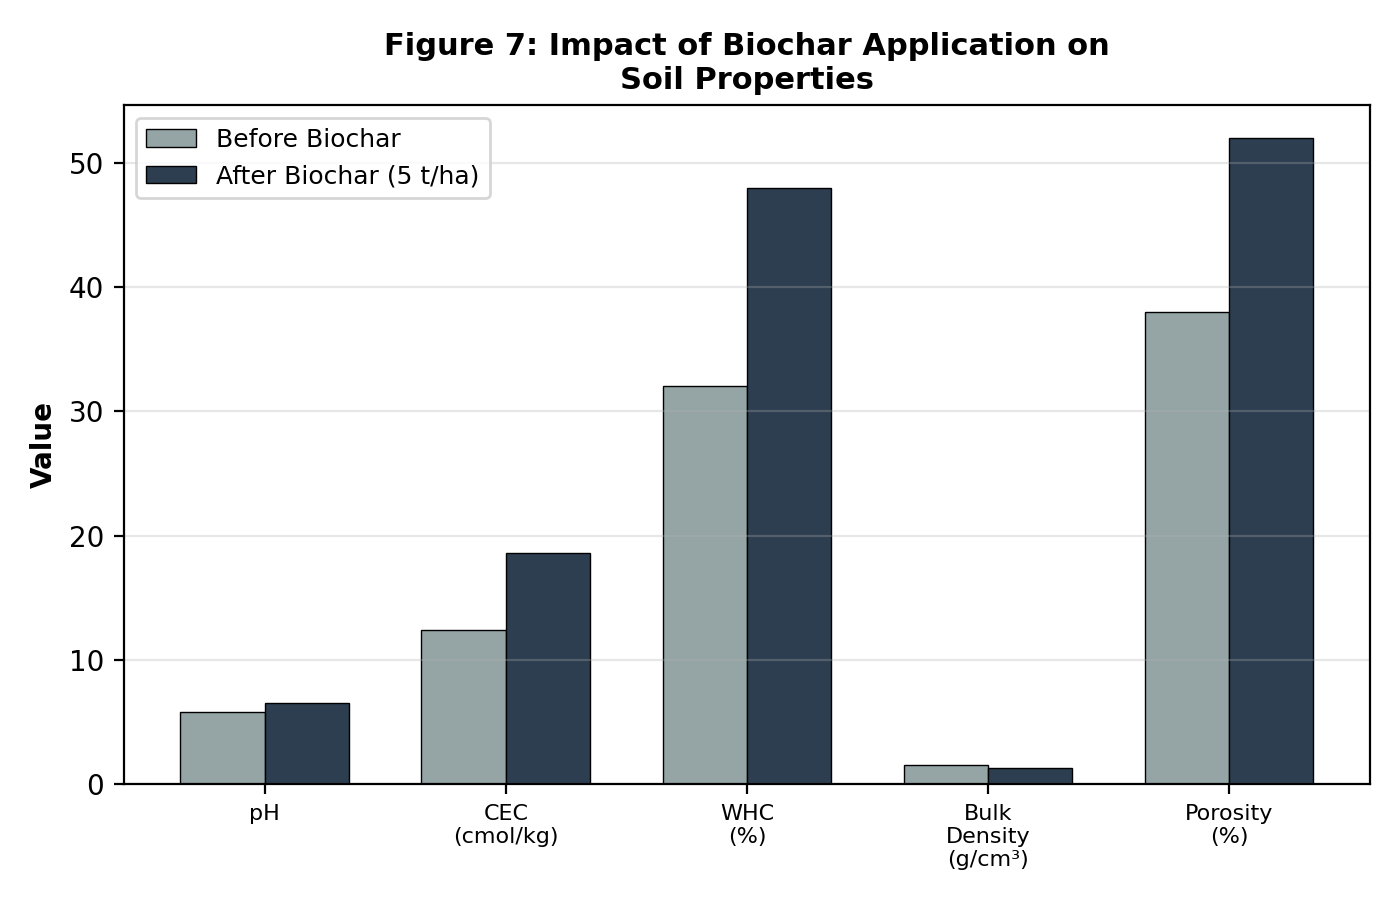 Figure 7: Impact of Biochar Application on
Soil Properties
Before Biochar
After Biochar (5 t/ha)
Value
50
40
30
20
10
0
pH
CEC
(cmol/kg)
WHC
(%)
Bulk
Density
(g/cm³)
Porosity
(%)